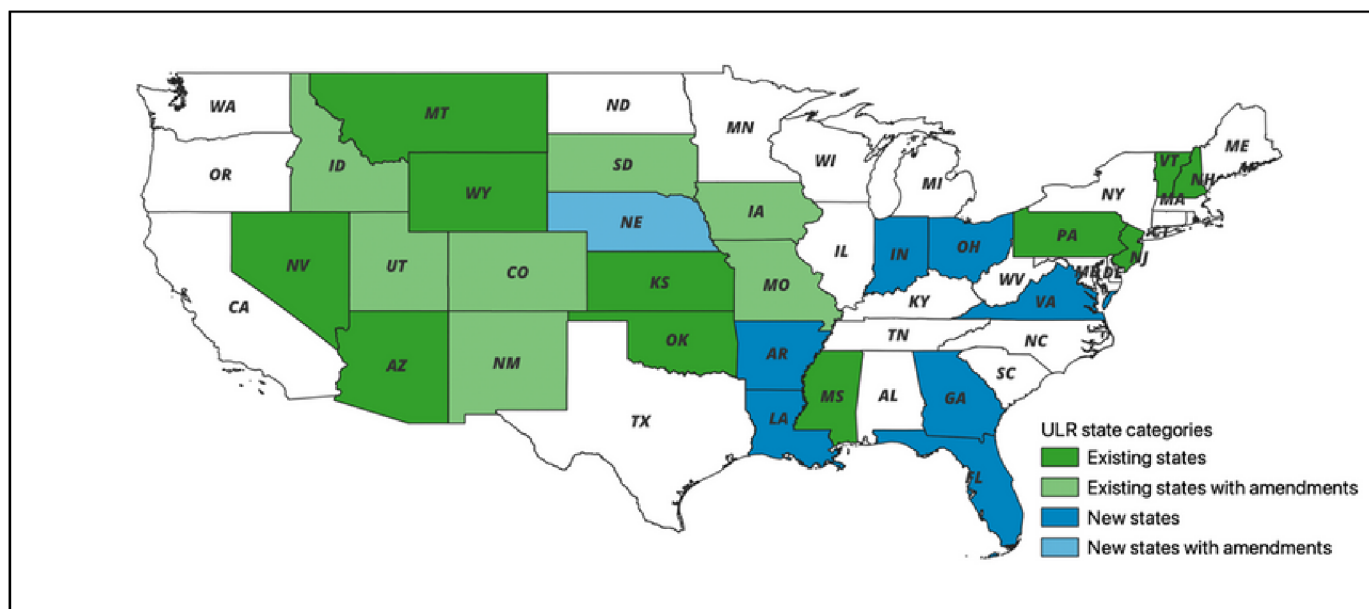 WA
MT
ND
MN
ME
VT
NH
OR
ID
SD
WI
MI
NY
MA
WY
IA
CT
NE
PA
NJ
NV
UT
CO
IL
IN
OH
MD
DE
CA
KS
MO
WV
VA
KY
AZ
NM
OK
AR
TN
NC
SC
TX
LA
MS
AL
GA
FL
ULR state categories
Existing states
Existing states with amendments
New states
New states with amendments